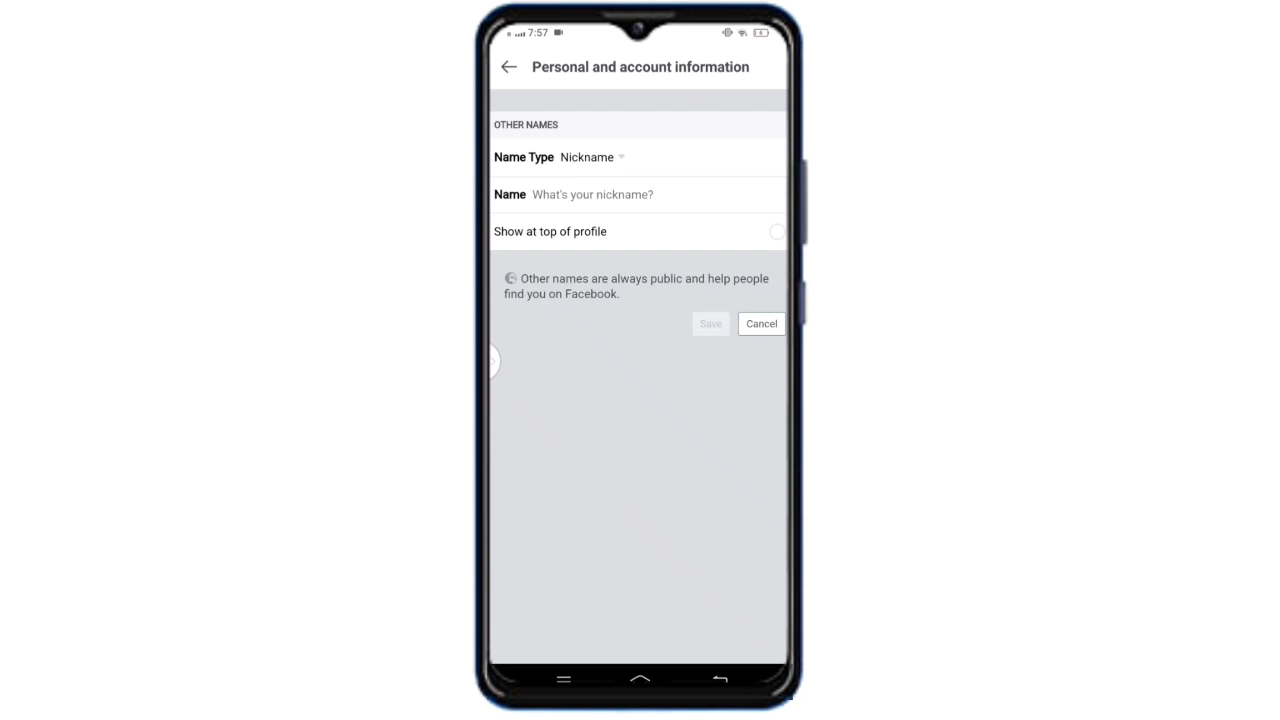 7:57
Personal and account information
OTHER NAMES
Name Type Nickname
Name What's your nickname?
Show at top of profile
Other names are always public and help people
find you on Facebook.
Save Cancel